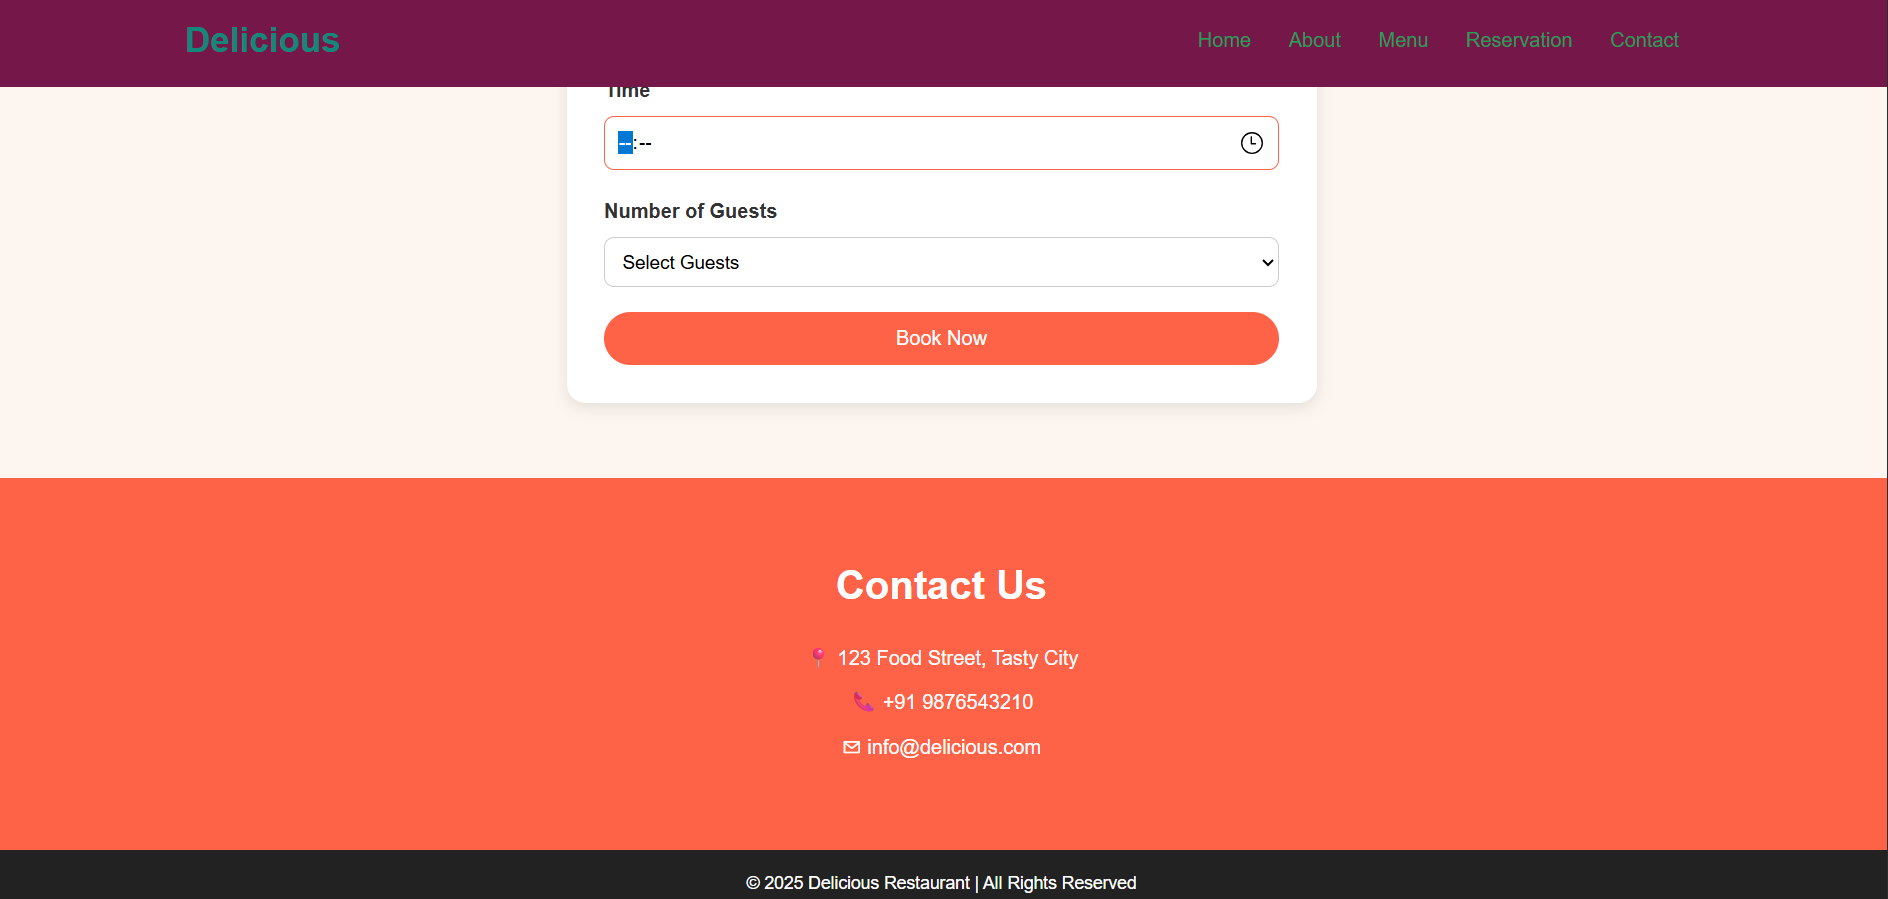 Delicious
Home About Menu Reservation Contact
Time
--:--
Number of Guests
Select Guests
Book Now
Contact Us
📍 123 Food Street, Tasty City
📞 +91 9876543210
✉ info@delicious.com
© 2025 Delicious Restaurant | All Rights Reserved